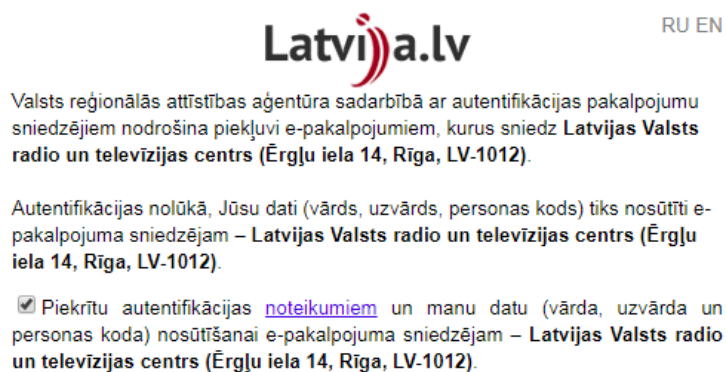 Latvija.lv
RU EN
Valsts reģionālās attīstības aģentūra sadarbībā ar autentifikācijas pakalpojumu
sniedzējiem nodrošina piekļuvi e-pakalpojumiem, kurus sniedz Latvijas Valsts
radio un televīzijas centrs (Ērgļu iela 14, Rīga, LV-1012).
Autentifikācijas nolūkā, Jūsu dati (vārds, uzvārds, personas kods) tiks nosūtīti e-
pakalpojuma sniedzējam – Latvijas Valsts radio un televīzijas centrs (Ērgļu
iela 14, Rīga, LV-1012).
Piekrītu autentifikācijas noteikumiem un manu datu (vārda, uzvārda un
personas koda) nosūtīšanai e-pakalpojuma sniedzējam – Latvijas Valsts radio
un televīzijas centrs (Ērgļu iela 14, Rīga, LV-1012).